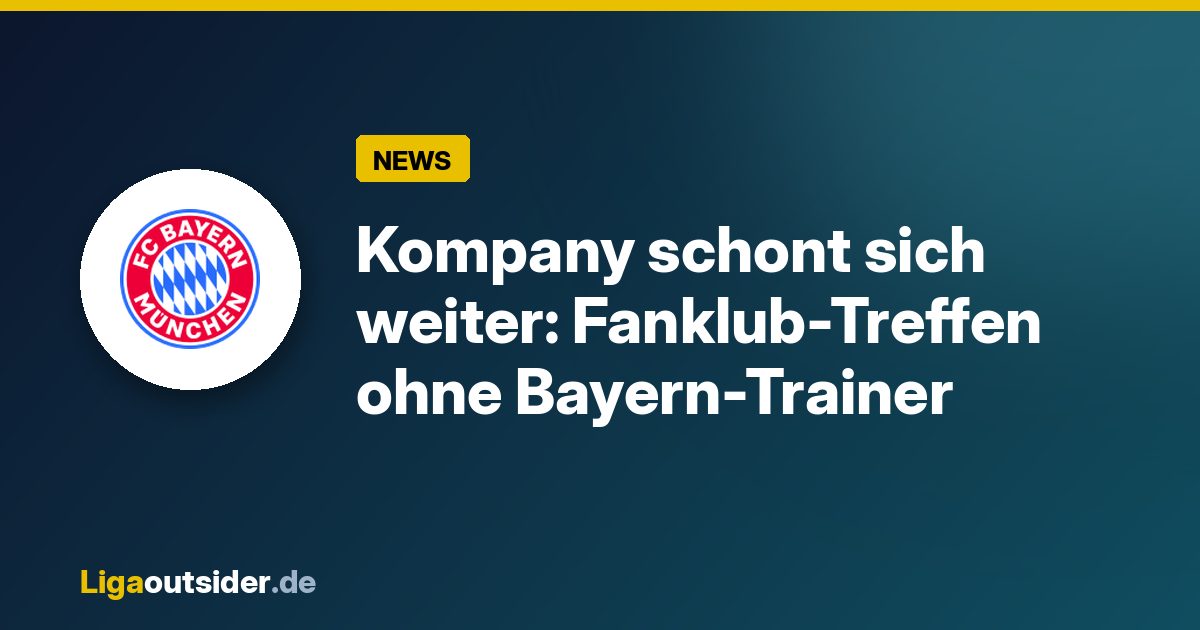 FC BAYERN
MÜNCHEN
NEWS
Kompany schont sich
weiter: Fanklub-Treffen
ohne Bayern-Trainer
Ligaoutsider.de